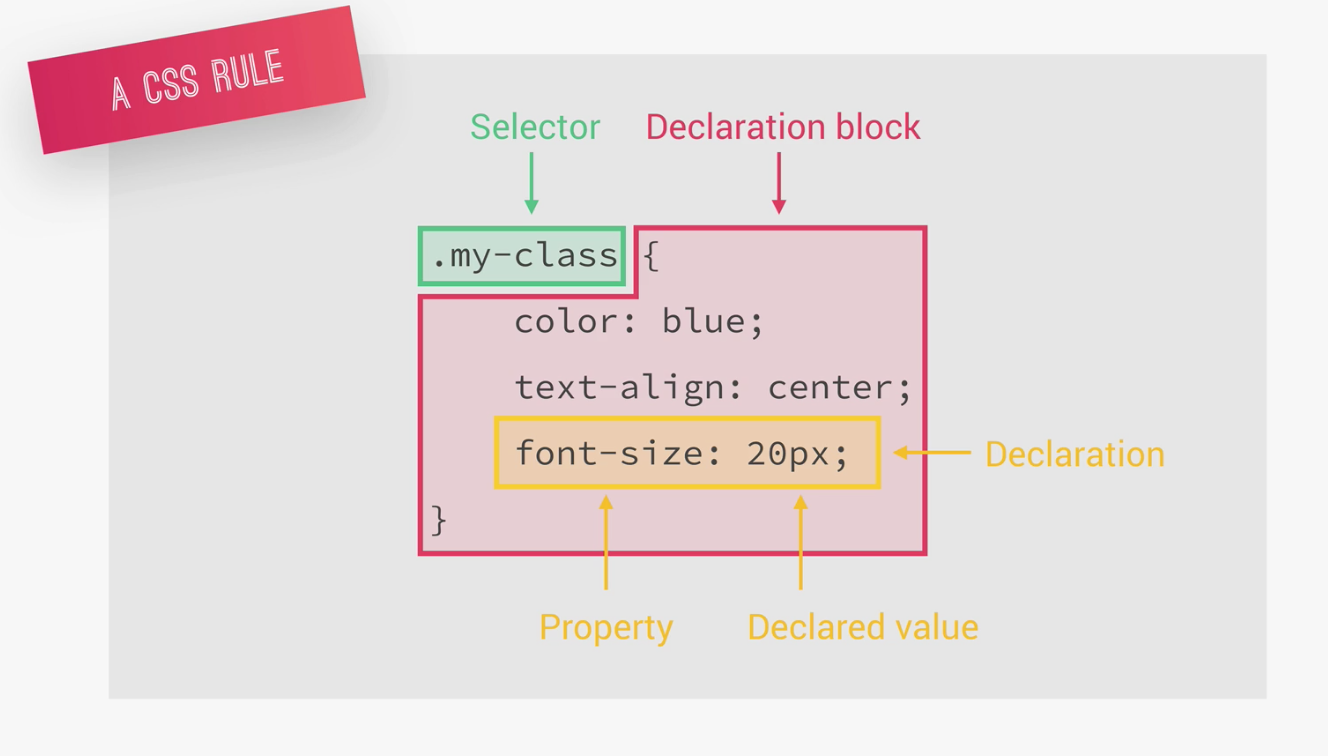 A CSS RULE
Selector
Declaration block
.my-class {
color: blue;
text-align: center;
font-size: 20px;
Declaration
}
Property
Declared value